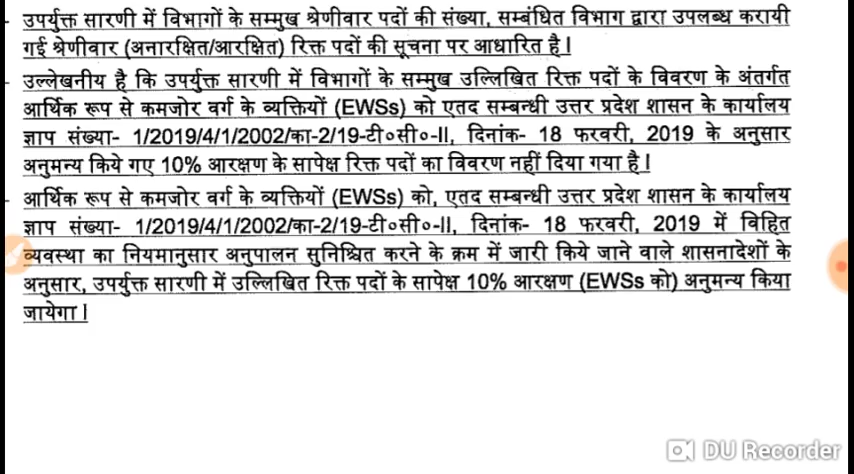 - उपर्युक्त सारणी में विभागों के सम्मुख श्रेणीवार पदों की संख्या, सम्बंधित विभाग द्वारा उपलब्ध करायी
गई श्रेणीवार (अनारक्षित/आरक्षित) रिक्त पदों की सूचना पर आधारित है।
- उल्लेखनीय है कि उपर्युक्त सारणी में विभागों के सम्मुख उल्लिखित रिक्त पदों के विवरण के अंतर्गत
आर्थिक रूप से कमजोर वर्ग के व्यक्तियों (EWSs) को एतद सम्बन्धी उत्तर प्रदेश शासन के कार्यालय
ज्ञाप संख्या- 1/2019/4/1/2002/का-2/19-टी०सी०-II, दिनांक- 18 फरवरी, 2019 के अनुसार
अनुमन्य किये गए 10% आरक्षण के सापेक्ष रिक्त पदों का विवरण नहीं दिया गया है।
- आर्थिक रूप से कमजोर वर्ग के व्यक्तियों (EWSs) को, एतद सम्बन्धी उत्तर प्रदेश शासन के कार्यालय
ज्ञाप संख्या- 1/2019/4/1/2002/का-2/19-टी०सी०-II, दिनांक- 18 फरवरी, 2019 में विहित
व्यवस्था का नियमानुसार अनुपालन सुनिश्चित करने के क्रम में जारी किये जाने वाले शासनादेशों के
अनुसार, उपर्युक्त सारणी में उल्लिखित रिक्त पदों के सापेक्ष 10% आरक्षण (EWSs को) अनुमन्य किया
जायेगा।
DU Recorder